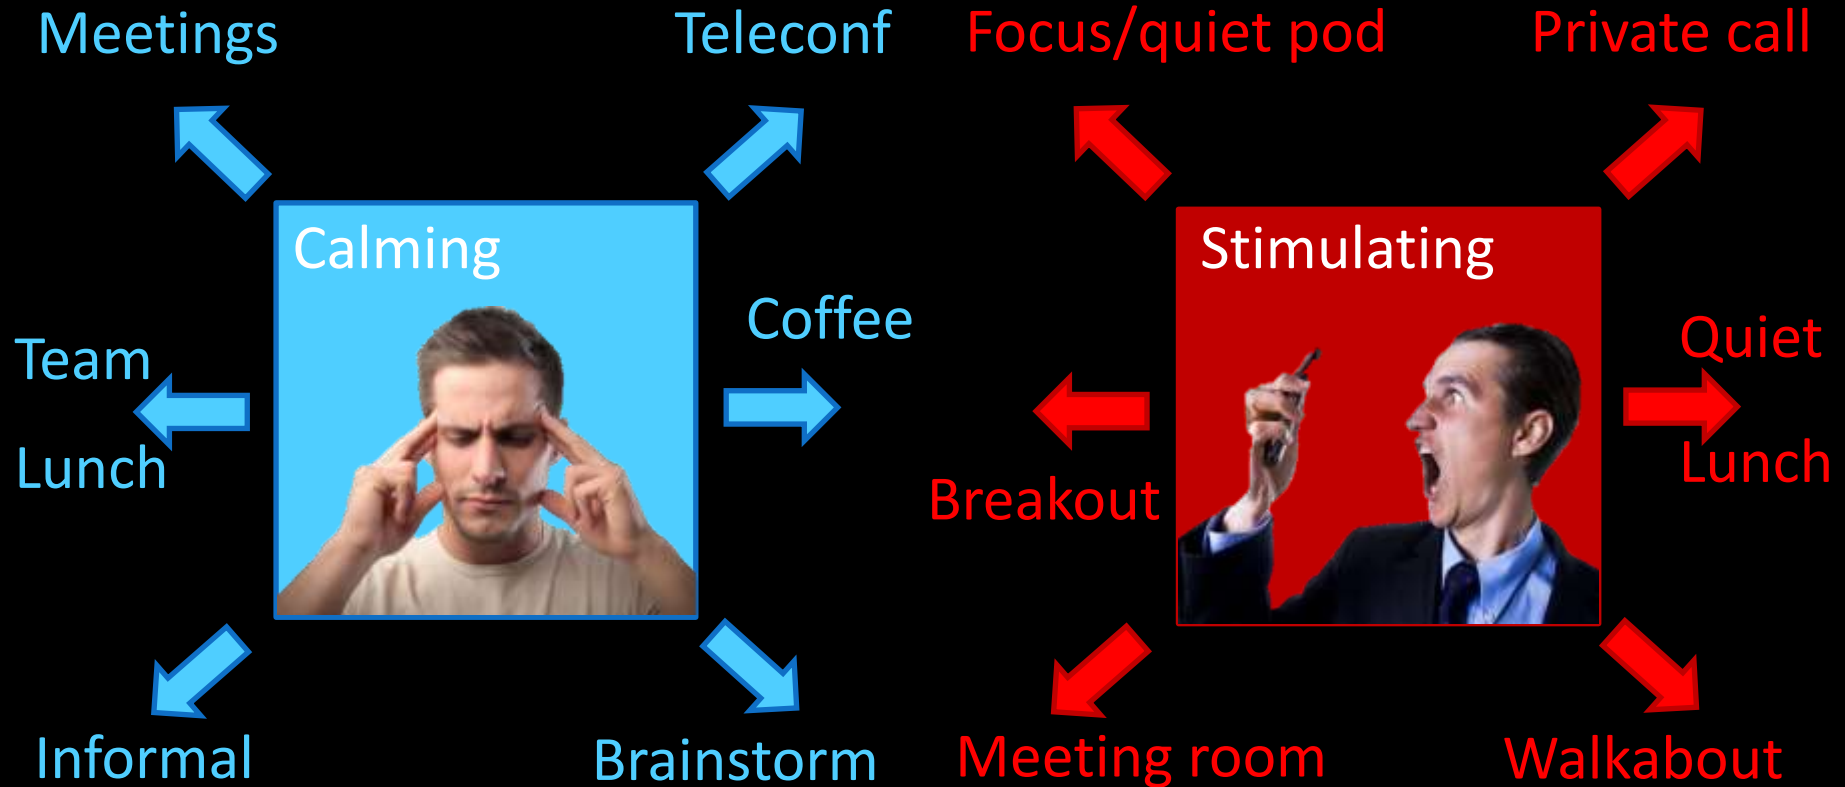 Meetings
Teleconf
Calming
Team
Lunch
Coffee
Informal
Brainstorm
Focus/quiet pod
Private call
Stimulating
Breakout
Quiet
Lunch
Meeting room
Walkabout